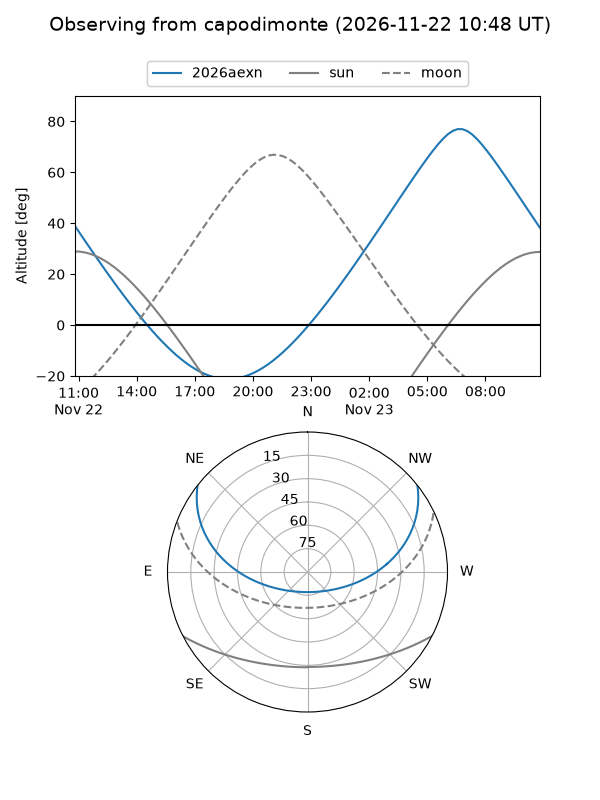 Observing from capodimonte (2026-11-22 10:48 UT)
2026aexn sun moon
Altitude [deg]
80
60
40
20
0
−20
11:00 14:00 17:00 20:00 23:00 02:00 05:00 08:00
Nov 22 Nov 23
N
NE NW
15
30
45
60
75
E W
SE SW
S